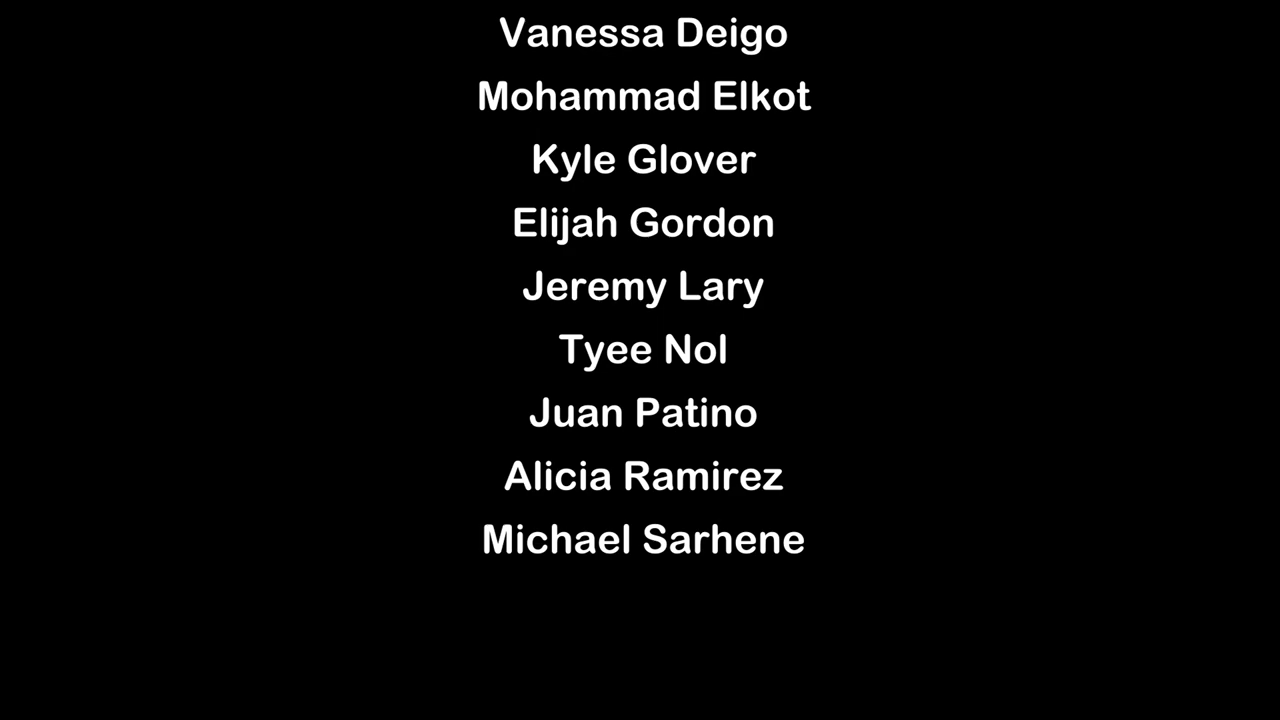 Vanessa Deigo
Mohammad Elkot
Kyle Glover
Elijah Gordon
Jeremy Lary
Tyee Nol
Juan Patino
Alicia Ramirez
Michael Sarhene